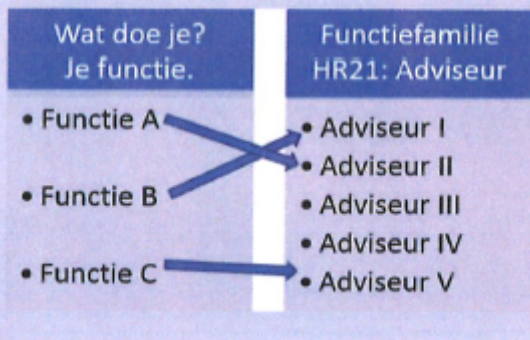 Wat doe je?
Je functie.
• Functie A
• Functie B
• Functie C
Functiefamilie
HR21: Adviseur
• Adviseur I
• Adviseur II
• Adviseur III
• Adviseur IV
• Adviseur V